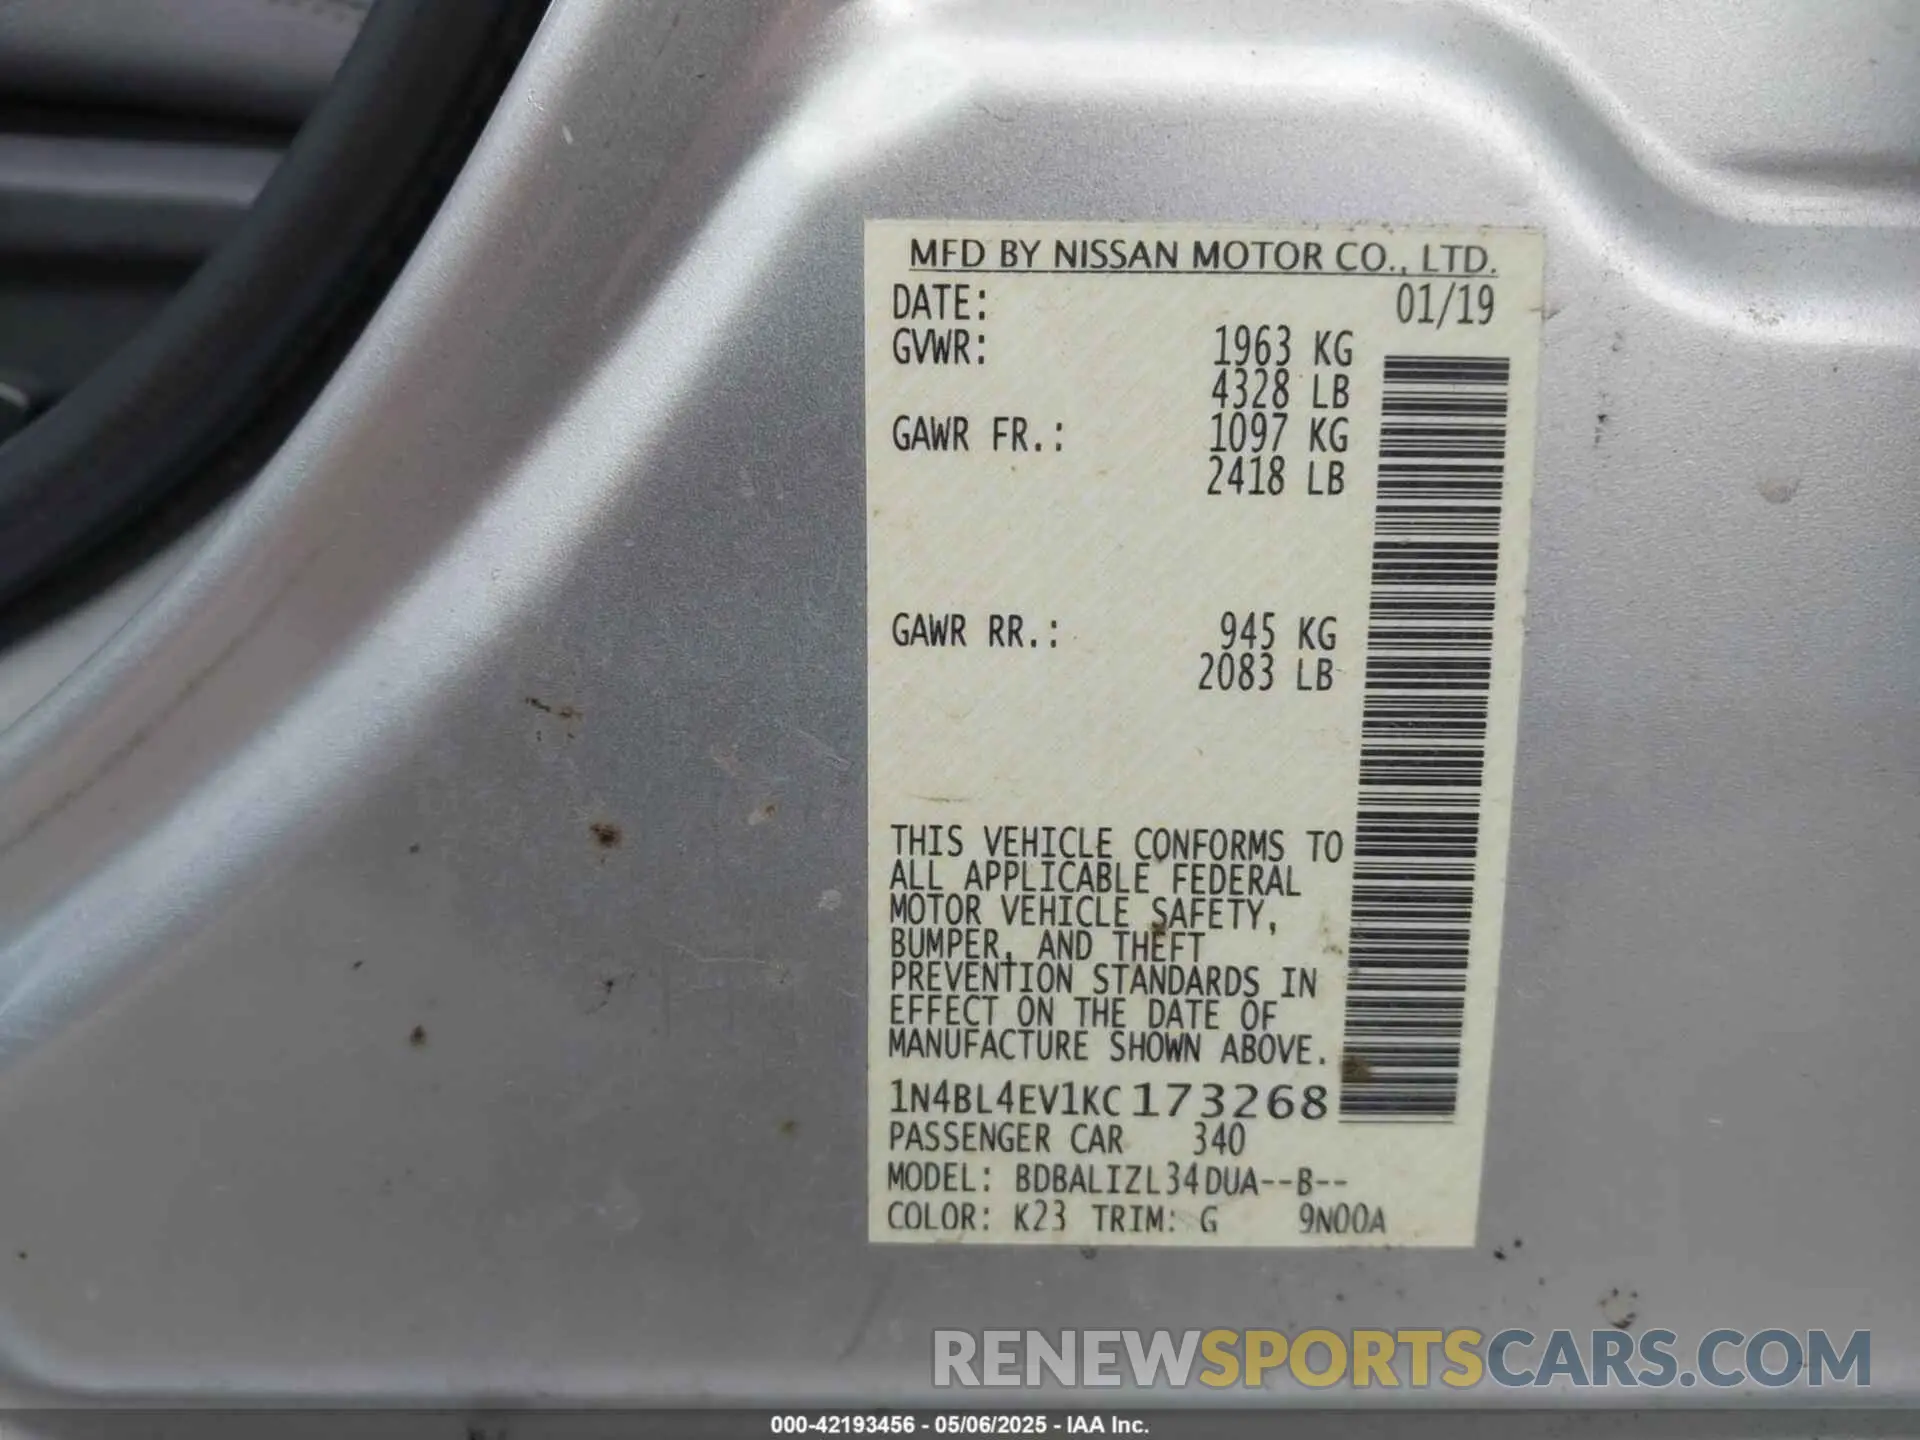 MFD BY NISSAN MOTOR CO., LTD.
DATE: 01/19
GVWR: 1963 KG
4328 LB
GAWR FR.: 1097 KG
2418 LB
GAWR RR.: 945 KG
2083 LB
THIS VEHICLE CONFORMS TO
ALL APPLICABLE FEDERAL
MOTOR VEHICLE SAFETY,
BUMPER, AND THEFT
PREVENTION STANDARDS IN
EFFECT ON THE DATE OF
MANUFACTURE SHOWN ABOVE.
1N4BL4EV1KC173268
PASSENGER CAR 340
MODEL: BDBALIZL34DUA--B--
COLOR: K23 TRIM: G 9N00A
RENEWSPORTSCARS.COM
000-42193456 - 05/06/2025 - IAA Inc.